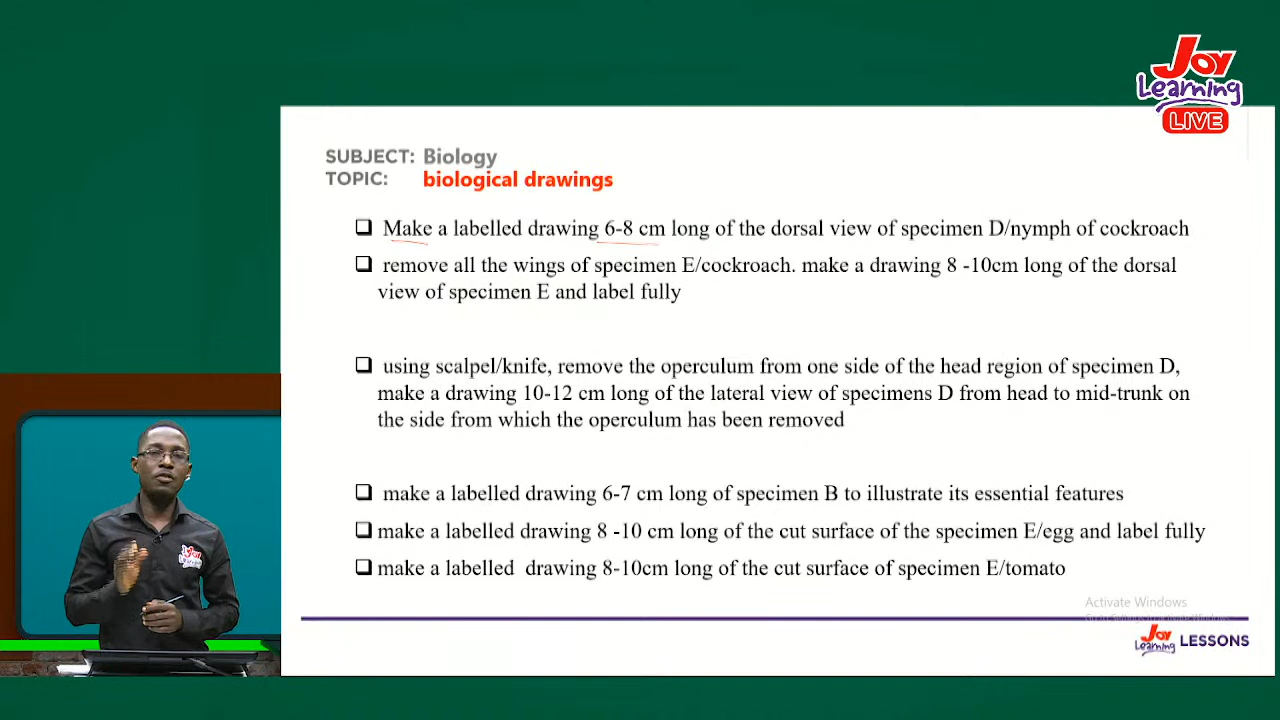 Joy
Learning
LIVE
SUBJECT: Biology
TOPIC: biological drawings
Make a labelled drawing 6-8 cm long of the dorsal view of specimen D/nymph of cockroach
remove all the wings of specimen E/cockroach. make a drawing 8 -10cm long of the dorsal
view of specimen E and label fully
using scalpel/knife, remove the operculum from one side of the head region of specimen D,
make a drawing 10-12 cm long of the lateral view of specimens D from head to mid-trunk on
the side from which the operculum has been removed
make a labelled drawing 6-7 cm long of specimen B to illustrate its essential features
make a labelled drawing 8 -10 cm long of the cut surface of the specimen E/egg and label fully
make a labelled drawing 8-10cm long of the cut surface of specimen E/tomato
Activate Windows
Joy
Learning LESSONS